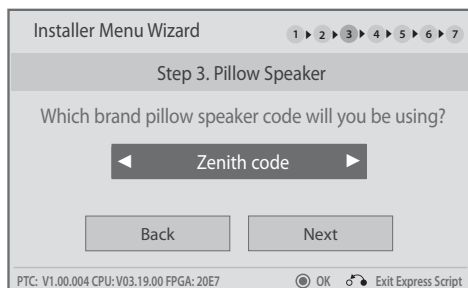 Installer Menu Wizard 1 2 3 4 5 6 7
Step 3. Pillow Speaker
Which brand pillow speaker code will you be using?
Zenith code
Back Next
PTC: V1.00.004 CPU: V03.19.00 FPGA: 20E7 OK Exit Express Script